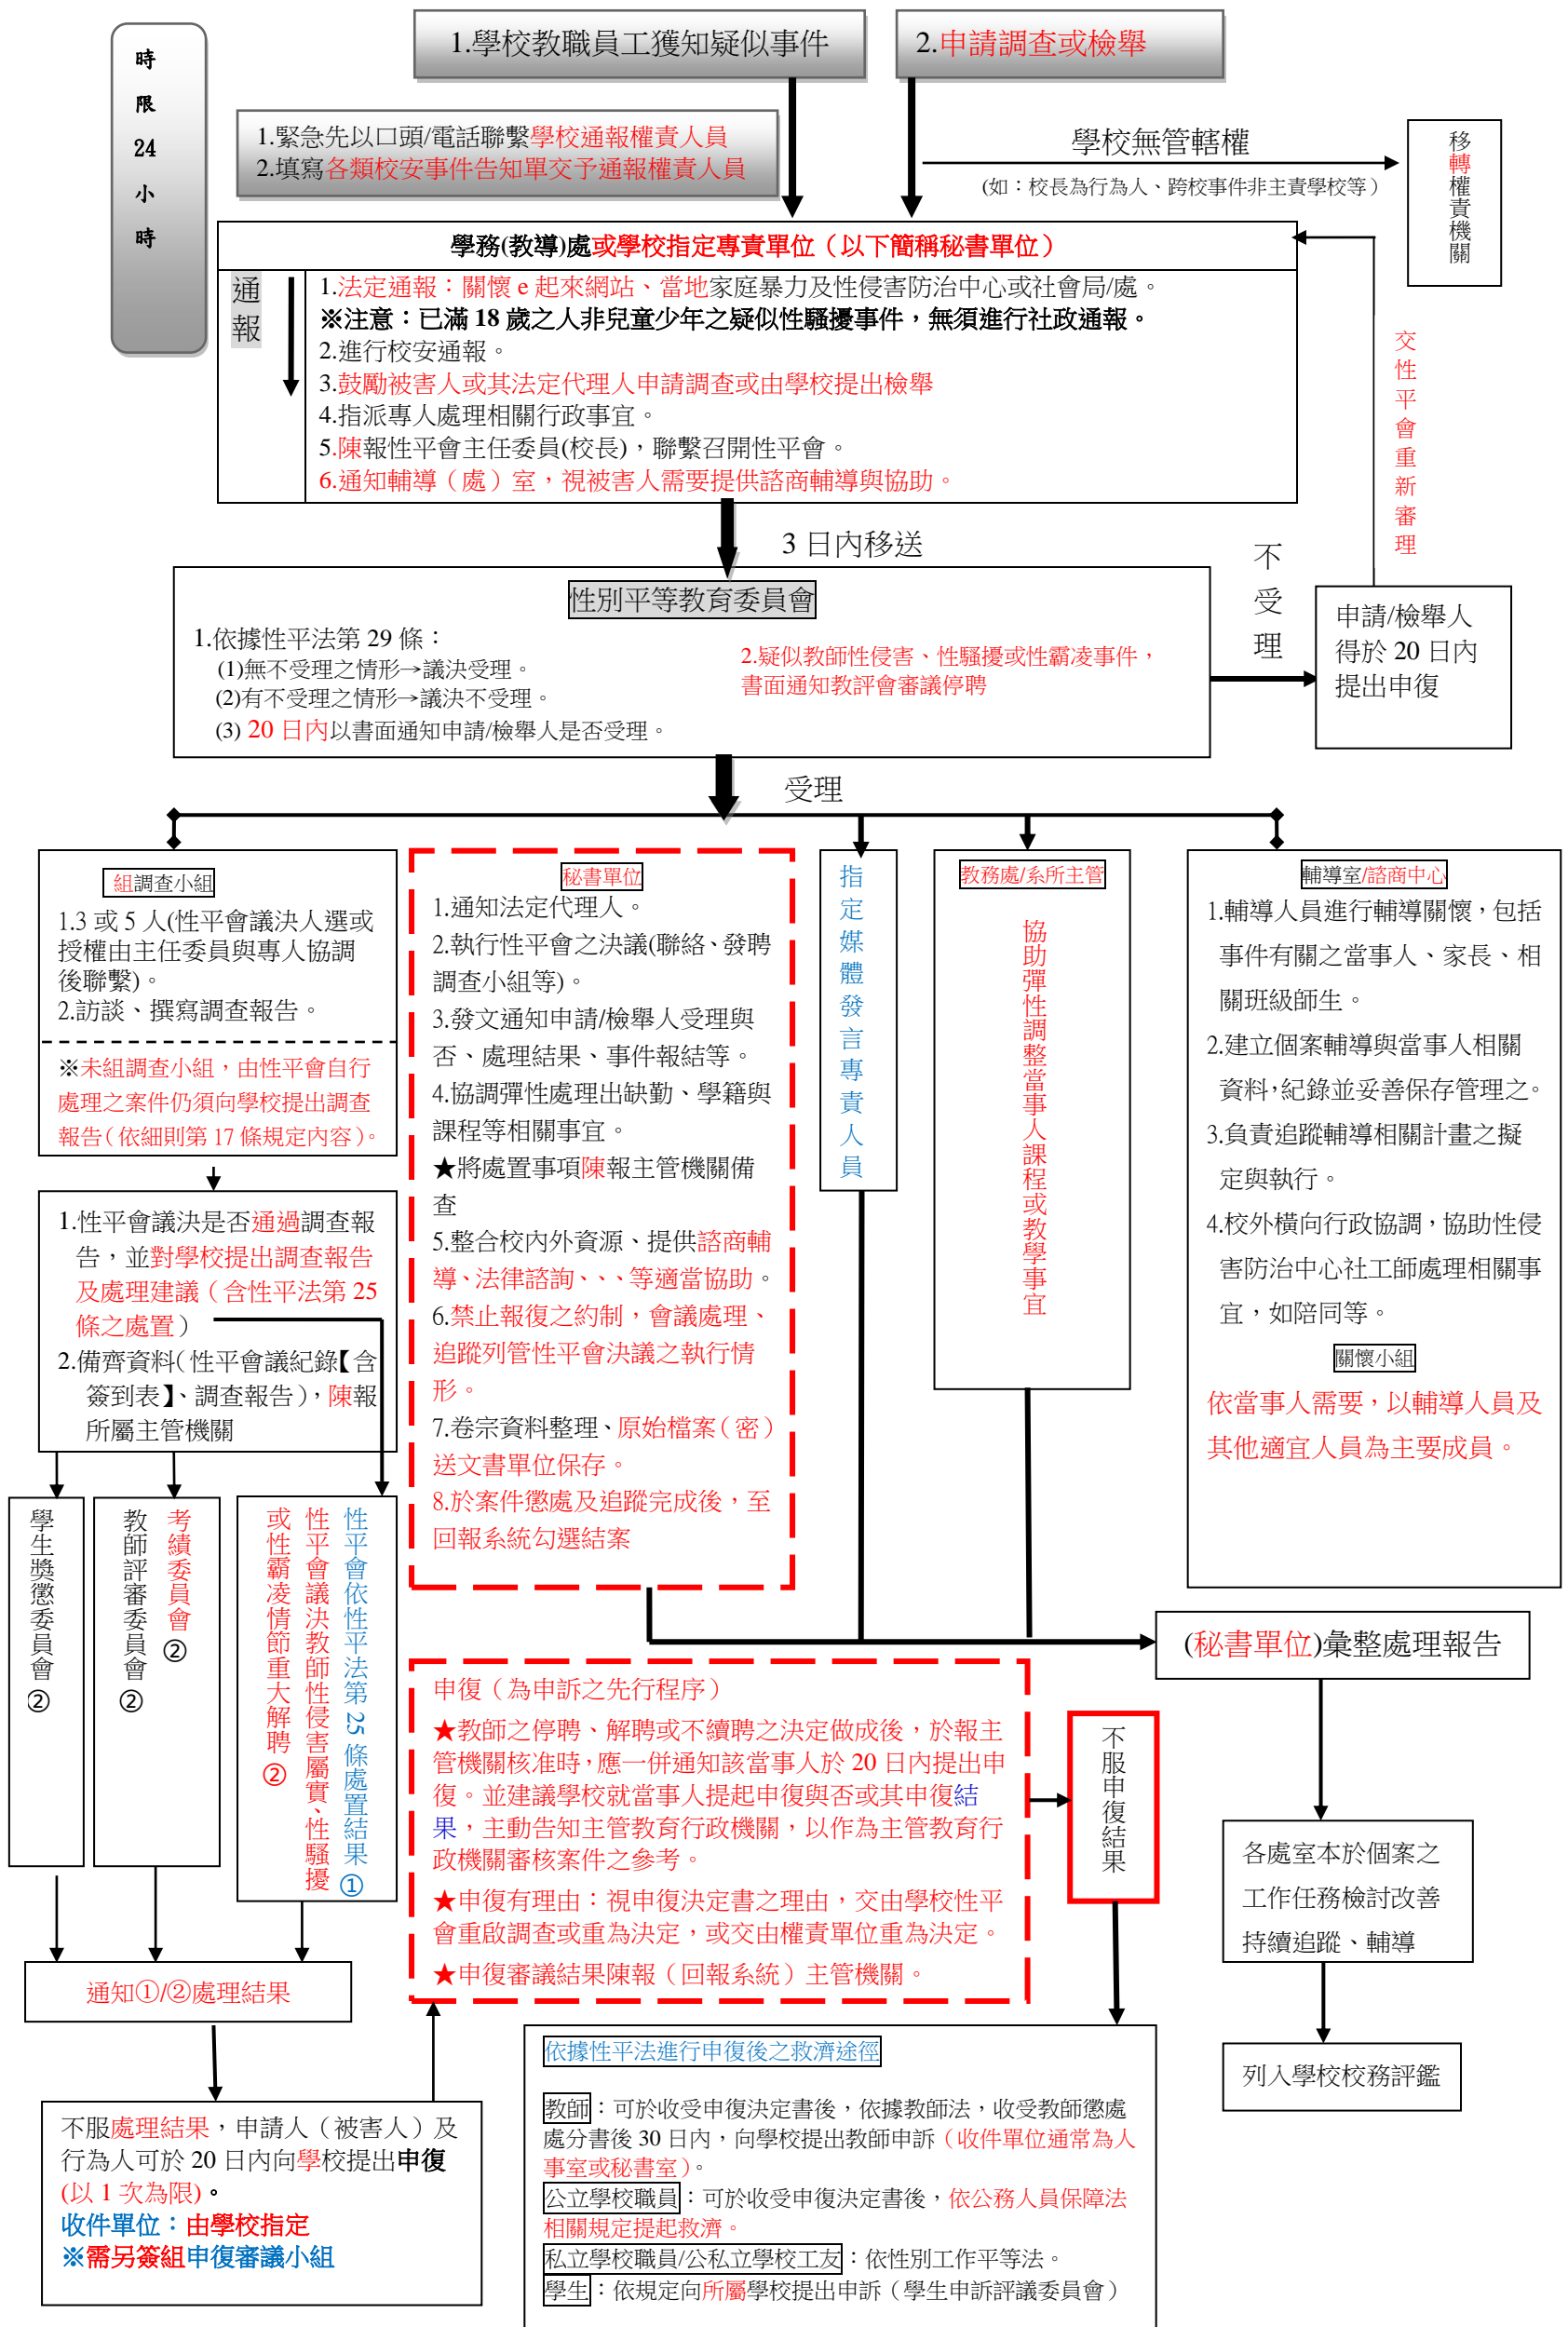 時
限
24
小
時
1.學校教職員工獲知疑似事件
2.申請調查或檢舉
1.緊急先以口頭/電話聯繫學校通報權責人員
2.填寫各類校安事件告知單交予通報權責人員
學校無管轄權
(如：校長為行為人、跨校事件非主責學校等）
移轉權責機關
學務(教導)處或學校指定專責單位（以下簡稱秘書單位）
通報
1.法定通報：關懷 e 起來網站、當地家庭暴力及性侵害防治中心或社會局/處。
※注意：已滿 18 歲之人非兒童少年之疑似性騷擾事件，無須進行社政通報。
2.進行校安通報。
3.鼓勵被害人或其法定代理人申請調查或由學校提出檢舉
4.指派專人處理相關行政事宜。
5.陳報性平會主任委員(校長)，聯繫召開性平會。
6.通知輔導（處）室，視被害人需要提供諮商輔導與協助。
交性平會重新審理
3 日內移送
性別平等教育委員會
1.依據性平法第 29 條：
(1)無不受理之情形→議決受理。
(2)有不受理之情形→議決不受理。
(3) 20 日內以書面通知申請/檢舉人是否受理。
2.疑似教師性侵害、性騷擾或性霸凌事件，
書面通知教評會審議停聘
不受理
申請/檢舉人
得於 20 日內
提出申復
受理
組調查小組
1.3 或 5 人(性平會議決人選或
授權由主任委員與專人協調
後聯繫)。
2.訪談、撰寫調查報告。
※未組調查小組，由性平會自行
處理之案件仍須向學校提出調查
報告（依細則第 17 條規定內容）。
1.性平會議決是否通過調查報
告，並對學校提出調查報告
及處理建議（含性平法第 25
條之處置）
2.備齊資料（性平會議紀錄【含
簽到表】、調查報告），陳報
所屬主管機關
秘書單位
1.通知法定代理人。
2.執行性平會之決議(聯絡、發聘
調查小組等)。
3.發文通知申請/檢舉人受理與
否、處理結果、事件報結等。
4.協調彈性處理出缺勤、學籍與
課程等相關事宜。
★將處置事項陳報主管機關備
查
5.整合校內外資源、提供諮商輔
導、法律諮詢、、、等適當協助。
6.禁止報復之約制，會議處理、
追蹤列管性平會決議之執行情
形。
7.卷宗資料整理、原始檔案（密）
送文書單位保存。
8.於案件懲處及追蹤完成後，至
回報系統勾選結案
指定媒體發言專責人員
教務處/系所主管
協助彈性調整當事人課程或教學事宜
輔導室/諮商中心
1.輔導人員進行輔導關懷，包括
事件有關之當事人、家長、相
關班級師生。
2.建立個案輔導與當事人相關
資料，紀錄並妥善保存管理之。
3.負責追蹤輔導相關計畫之擬
定與執行。
4.校外橫向行政協調，協助性侵
害防治中心社工師處理相關事
宜，如陪同等。
關懷小組
依當事人需要，以輔導人員及
其他適宜人員為主要成員。
學生獎懲委員會②
考績委員會②
教師評審委員會②
性平會依性平法第 25 條處置結果①
性平會議決教師性侵害屬實、性騷擾
或性霸凌情節重大解聘②
(秘書單位)彙整處理報告
申復（為申訴之先行程序）
★教師之停聘、解聘或不續聘之決定做成後，於報主
管機關核准時，應一併通知該當事人於 20 日內提出申
復。並建議學校就當事人提起申復與否或其申復結
果，主動告知主管教育行政機關，以作為主管教育行
政機關審核案件之參考。
★申復有理由：視申復決定書之理由，交由學校性平
會重啟調查或重為決定，或交由權責單位重為決定。
★申復審議結果陳報（回報系統）主管機關。
不服申復結果
各處室本於個案之
工作任務檢討改善
持續追蹤、輔導
通知①/②處理結果
列入學校校務評鑑
不服處理結果，申請人（被害人）及
行為人可於 20 日內向學校提出申復
(以 1 次為限)。
收件單位：由學校指定
※需另簽組申復審議小組
依據性平法進行申復後之救濟途徑
教師：可於收受申復決定書後，依據教師法，收受教師懲處
處分書後 30 日內，向學校提出教師申訴（收件單位通常為人
事室或秘書室）。
公立學校職員：可於收受申復決定書後，依公務人員保障法
相關規定提起救濟。
私立學校職員/公私立學校工友：依性別工作平等法。
學生：依規定向所屬學校提出申訴（學生申訴評議委員會）